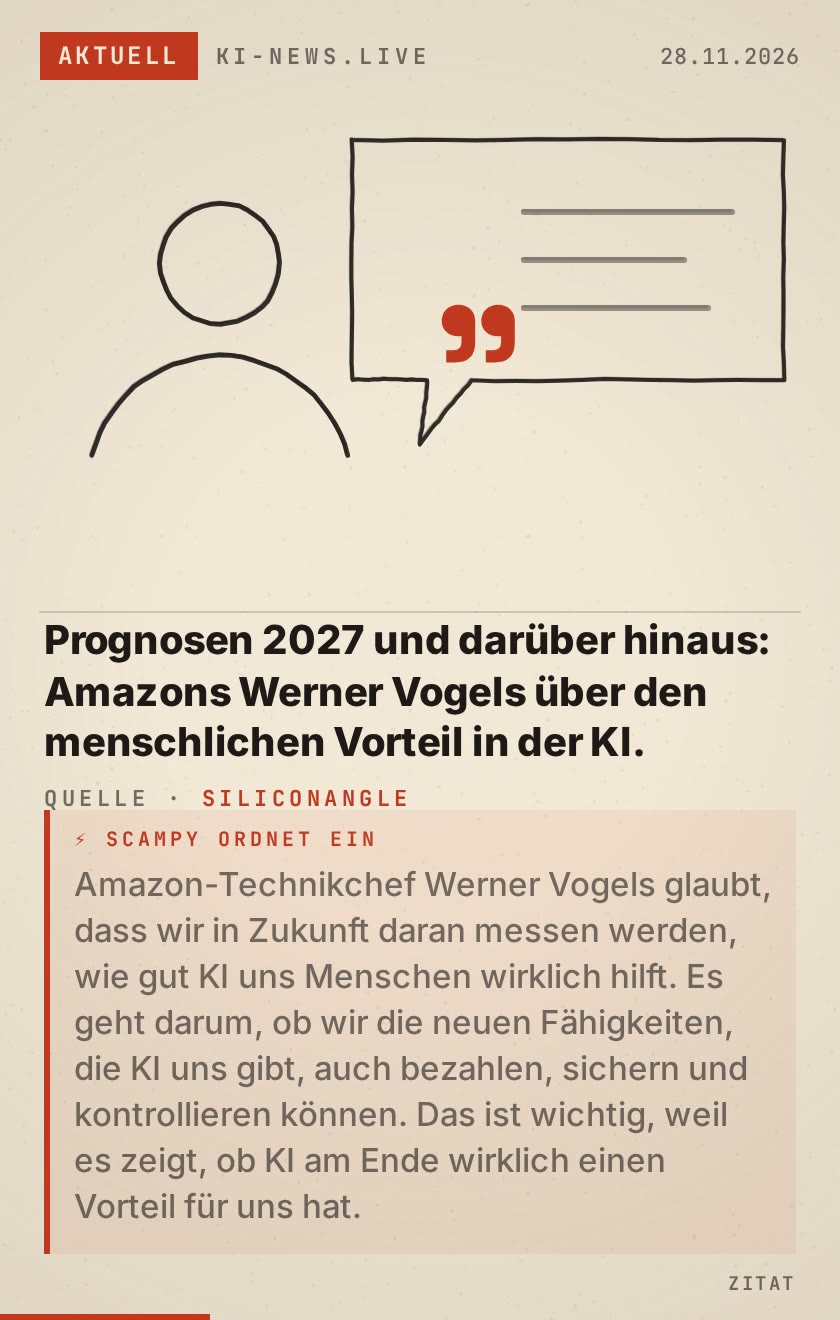 AKTUELL KI-NEWS.LIVE 28.11.2026
”
Prognosen 2027 und darüber hinaus:
Amazons Werner Vogels über den
menschlichen Vorteil in der KI.
QUELLE · SILICONANGLE
⚡ SCAMPY ORDNET EIN
Amazon-Technikchef Werner Vogels glaubt,
dass wir in Zukunft daran messen werden,
wie gut KI uns Menschen wirklich hilft. Es
geht darum, ob wir die neuen Fähigkeiten,
die KI uns gibt, auch bezahlen, sichern und
kontrollieren können. Das ist wichtig, weil
es zeigt, ob KI am Ende wirklich einen
Vorteil für uns hat.
ZITAT